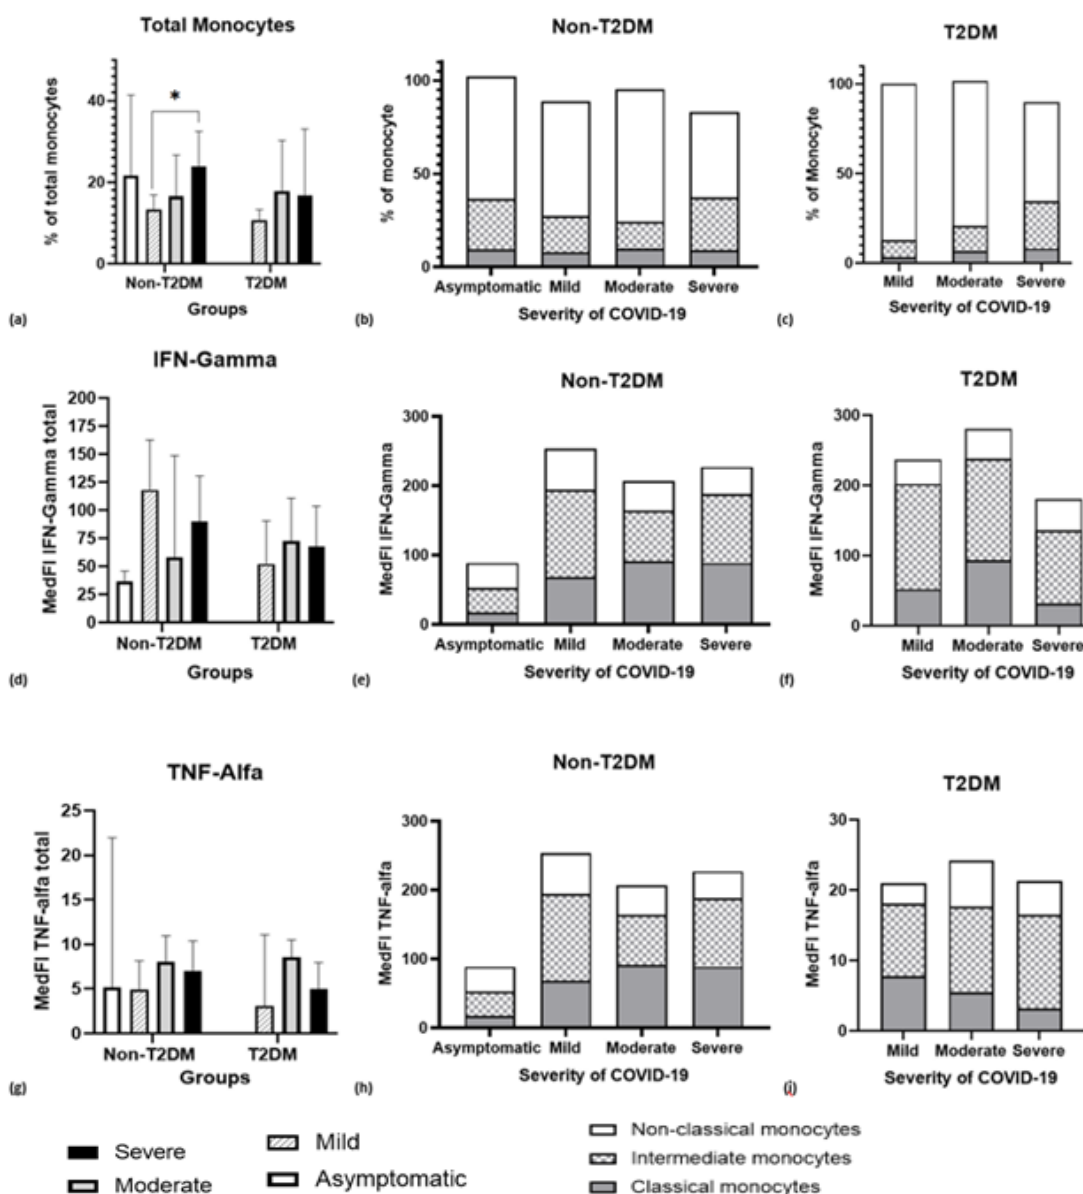 Total Monocytes
% of total monocytes
40
20
0
*
Non-T2DM T2DM
Groups
(a)
Non-T2DM
% of monocyte
100
50
0
Asymptomatic Mild Moderate Severe
Severity of COVID-19
(b)
T2DM
% of Monocyte
100
50
0
Mild Moderate Severe
Severity of COVID-19
(c)
IFN-Gamma
MedFI IFN-Gamma total
200
175
150
125
100
75
50
25
0
Non-T2DM T2DM
Groups
(d)
Non-T2DM
MedFI IFN-Gamma
300
200
100
0
Asymptomatic Mild Moderate Severe
Severity of COVID-19
(e)
T2DM
MedFI IFN-Gamma
300
200
100
0
Mild Moderate Severe
Severity of COVID-19
(f)
TNF-Alfa
MedFI TNF-alfa total
25
20
15
10
5
0
Non-T2DM T2DM
Groups
(g)
Non-T2DM
MedFI TNF-alfa
300
200
100
0
Asymptomatic Mild Moderate Severe
Severity of COVID-19
(h)
T2DM
MedFI TNF-alfa
30
20
10
0
Mild Moderate Severe
Severity of COVID-19
(i)
Severe
Moderate
Mild
Asymptomatic
Non-classical monocytes
Intermediate monocytes
Classical monocytes